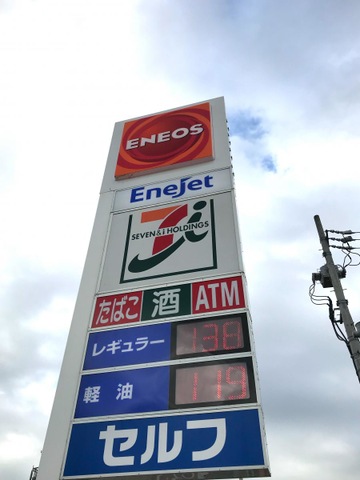 ENEOS
EneJet
7i
SEVEN & i HOLDINGS
たばこ 酒 ATM
レギュラー 138
軽油 119
セルフ